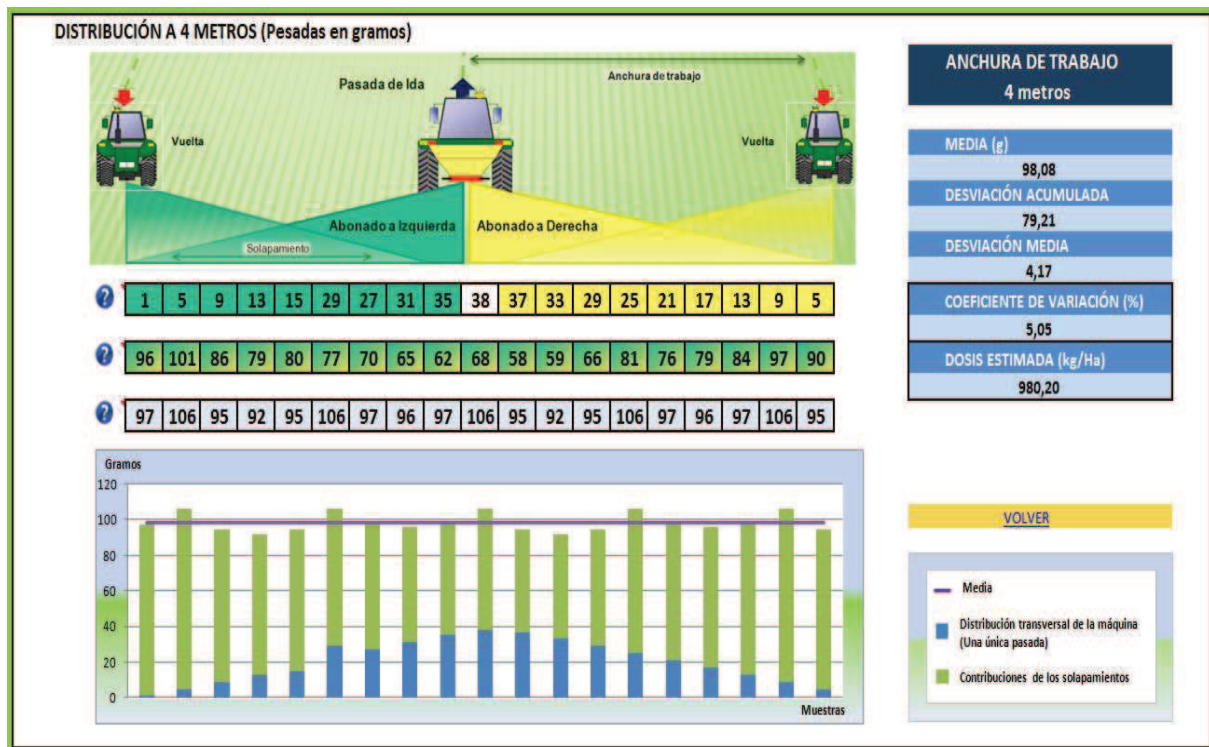 DISTRIBUCIÓN A 4 METROS (Pesadas en gramos)
Pasada de Ida
Anchura de trabajo
Vuelta
Vuelta
Abonado a Izquierda
Abonado a Derecha
Solapamiento
? 1 5 9 13 15 29 27 31 35 38 37 33 29 25 21 17 13 9 5
? 96 101 86 79 80 77 70 65 62 68 58 59 66 81 76 79 84 97 90
? 97 106 95 92 95 106 97 96 97 106 95 92 95 106 97 96 97 106 95
Gramos
120
100
80
60
40
20
0
Muestras
ANCHURA DE TRABAJO
4 metros
MEDIA (g)
98,08
DESVIACIÓN ACUMULADA
79,21
DESVIACIÓN MEDIA
4,17
COEFICIENTE DE VARIACIÓN (%)
5,05
DOSIS ESTIMADA (kg/Ha)
980,20
VOLVER
Media
Distribución transversal de la máquina
(Una única pasada)
Contribuciones de los solapamientos